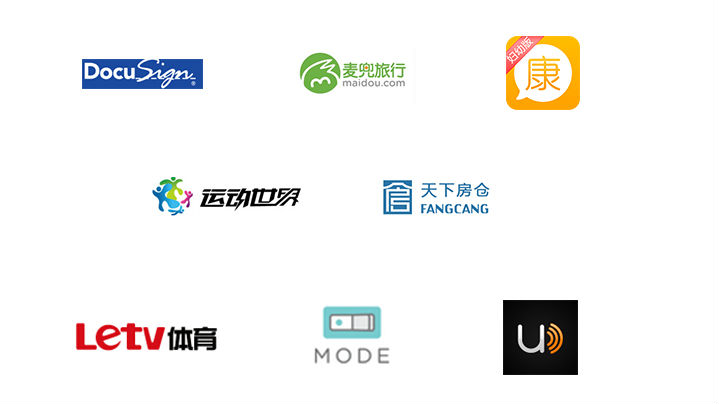 DocuSign®
麦兜旅行
maidou.com
妇幼版
康
运动世界
天下房仓
FANGCANG
Letv体育
MODE
U